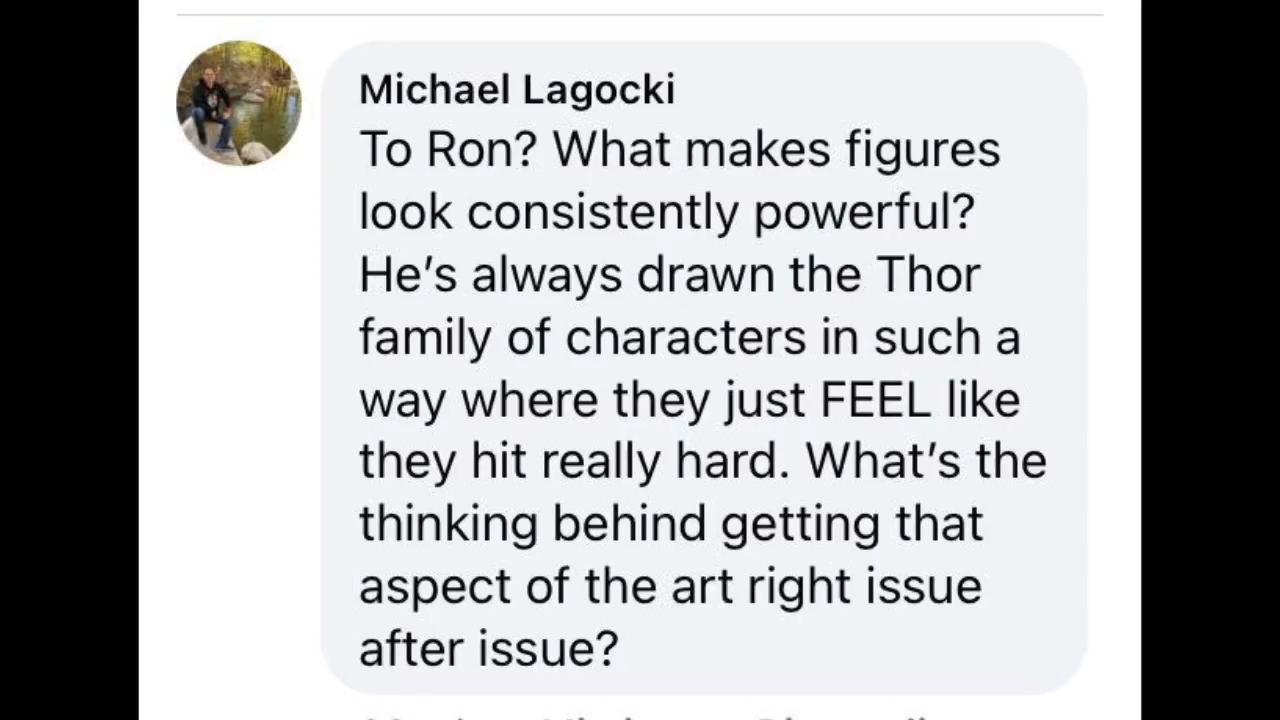 Michael Lagocki
To Ron? What makes figures
look consistently powerful?
He’s always drawn the Thor
family of characters in such a
way where they just FEEL like
they hit really hard. What’s the
thinking behind getting that
aspect of the art right issue
after issue?